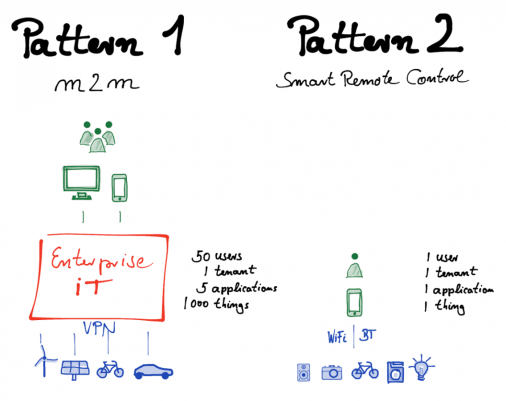 Pattern 1
m2m
Enterprise
iT
VPN
50 users
1 tenant
5 applications
1000 things
Pattern 2
Smart Remote Control
1 user
1 tenant
1 application
1 thing
WiFi | BT